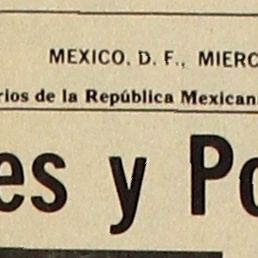 MEXICO. D. F., MIERC
rios de la República Mexican
es y Po